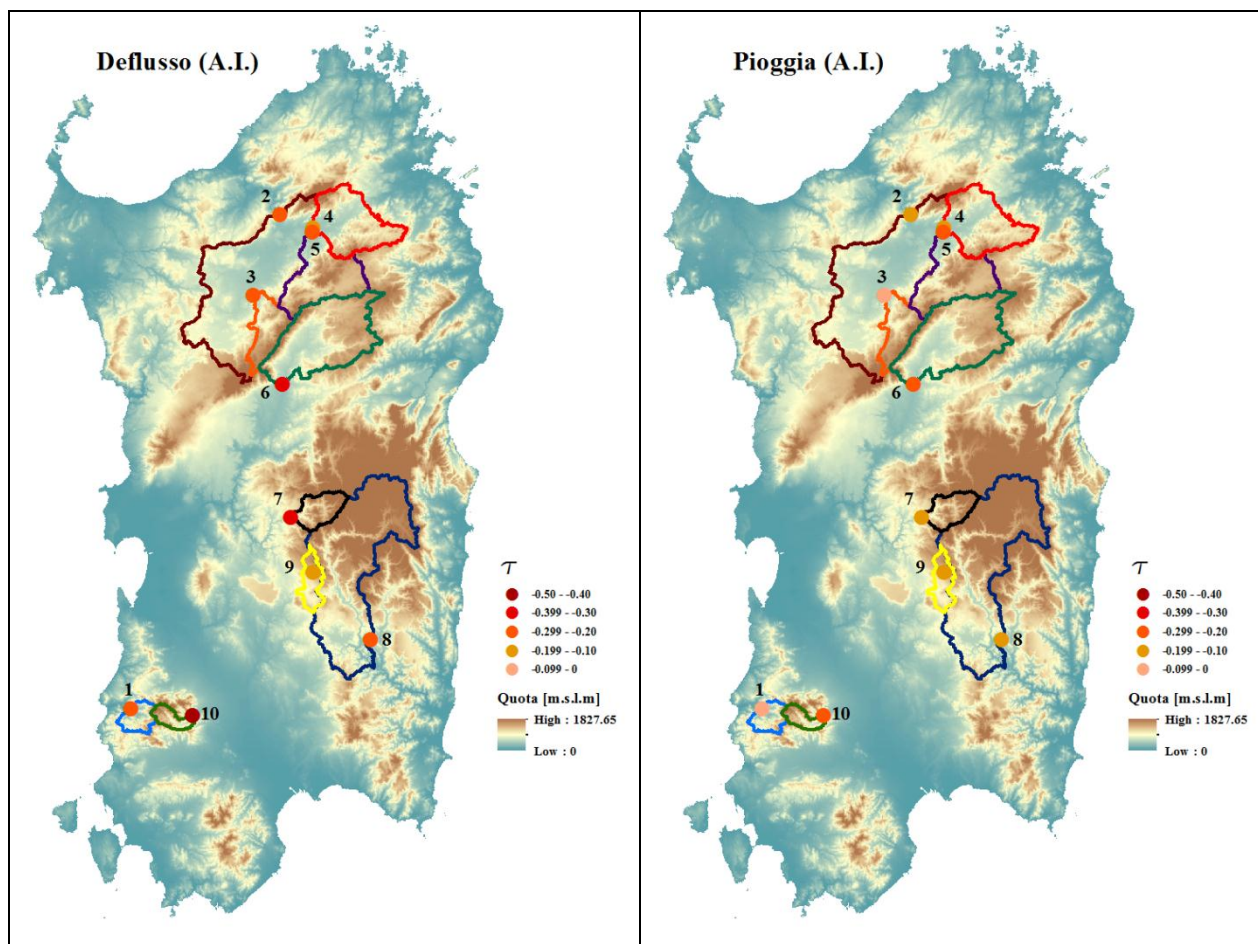 Deflusso (A.I.)
2
4
5
3
6
7
9
8
1
10
τ
-0.50 - -0.40
-0.399 - -0.30
-0.299 - -0.20
-0.199 - -0.10
-0.099 - 0
Quota [m.s.l.m]
High : 1827.65
Low : 0
Pioggia (A.I.)
2
4
5
3
6
7
9
8
1
10
τ
-0.50 - -0.40
-0.399 - -0.30
-0.299 - -0.20
-0.199 - -0.10
-0.099 - 0
Quota [m.s.l.m]
High : 1827.65
Low : 0